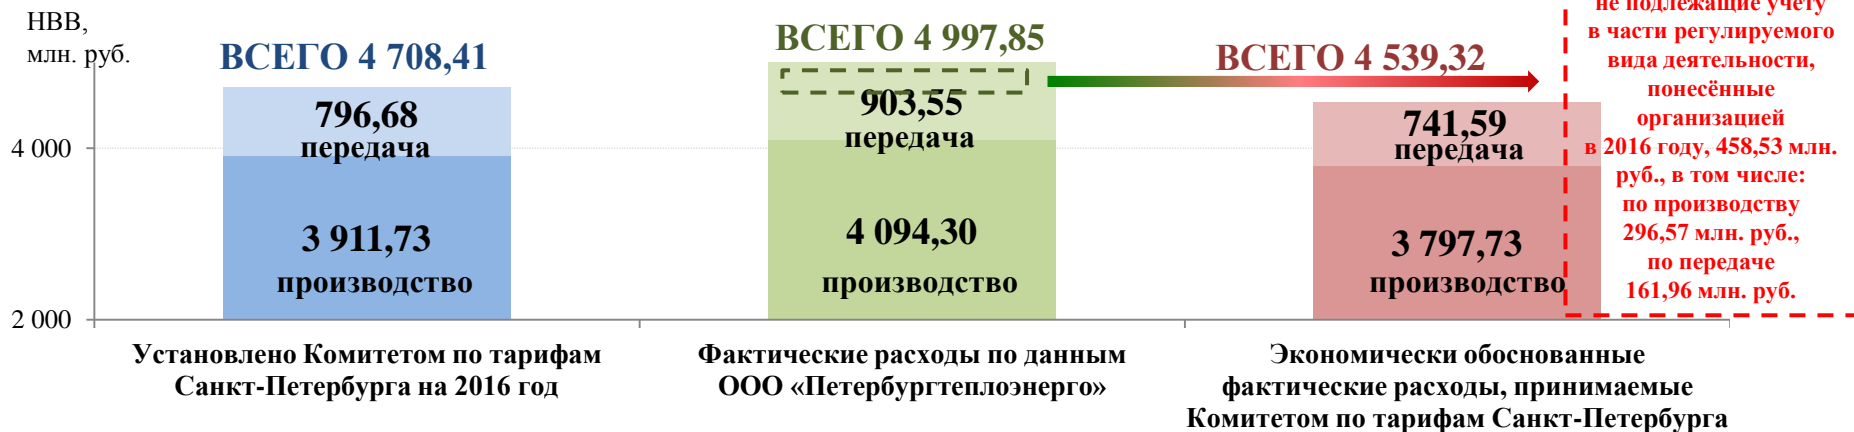 НВВ,
млн. руб.
ВСЕГО 4 708,41
ВСЕГО 4 997,85
ВСЕГО 4 539,32
4 000
2 000
796,68
передача
3 911,73
производство
903,55
передача
4 094,30
производство
741,59
передача
3 797,73
производство
не подлежащие учету
в части регулируемого
вида деятельности,
понесённые
организацией
в 2016 году, 458,53 млн.
руб., в том числе:
по производству
296,57 млн. руб.,
по передаче
161,96 млн. руб.
Установлено Комитетом по тарифам
Санкт-Петербурга на 2016 год
Фактические расходы по данным
ООО «Петербургтеплоэнерго»
Экономически обоснованные
фактические расходы, принимаемые
Комитетом по тарифам Санкт-Петербурга